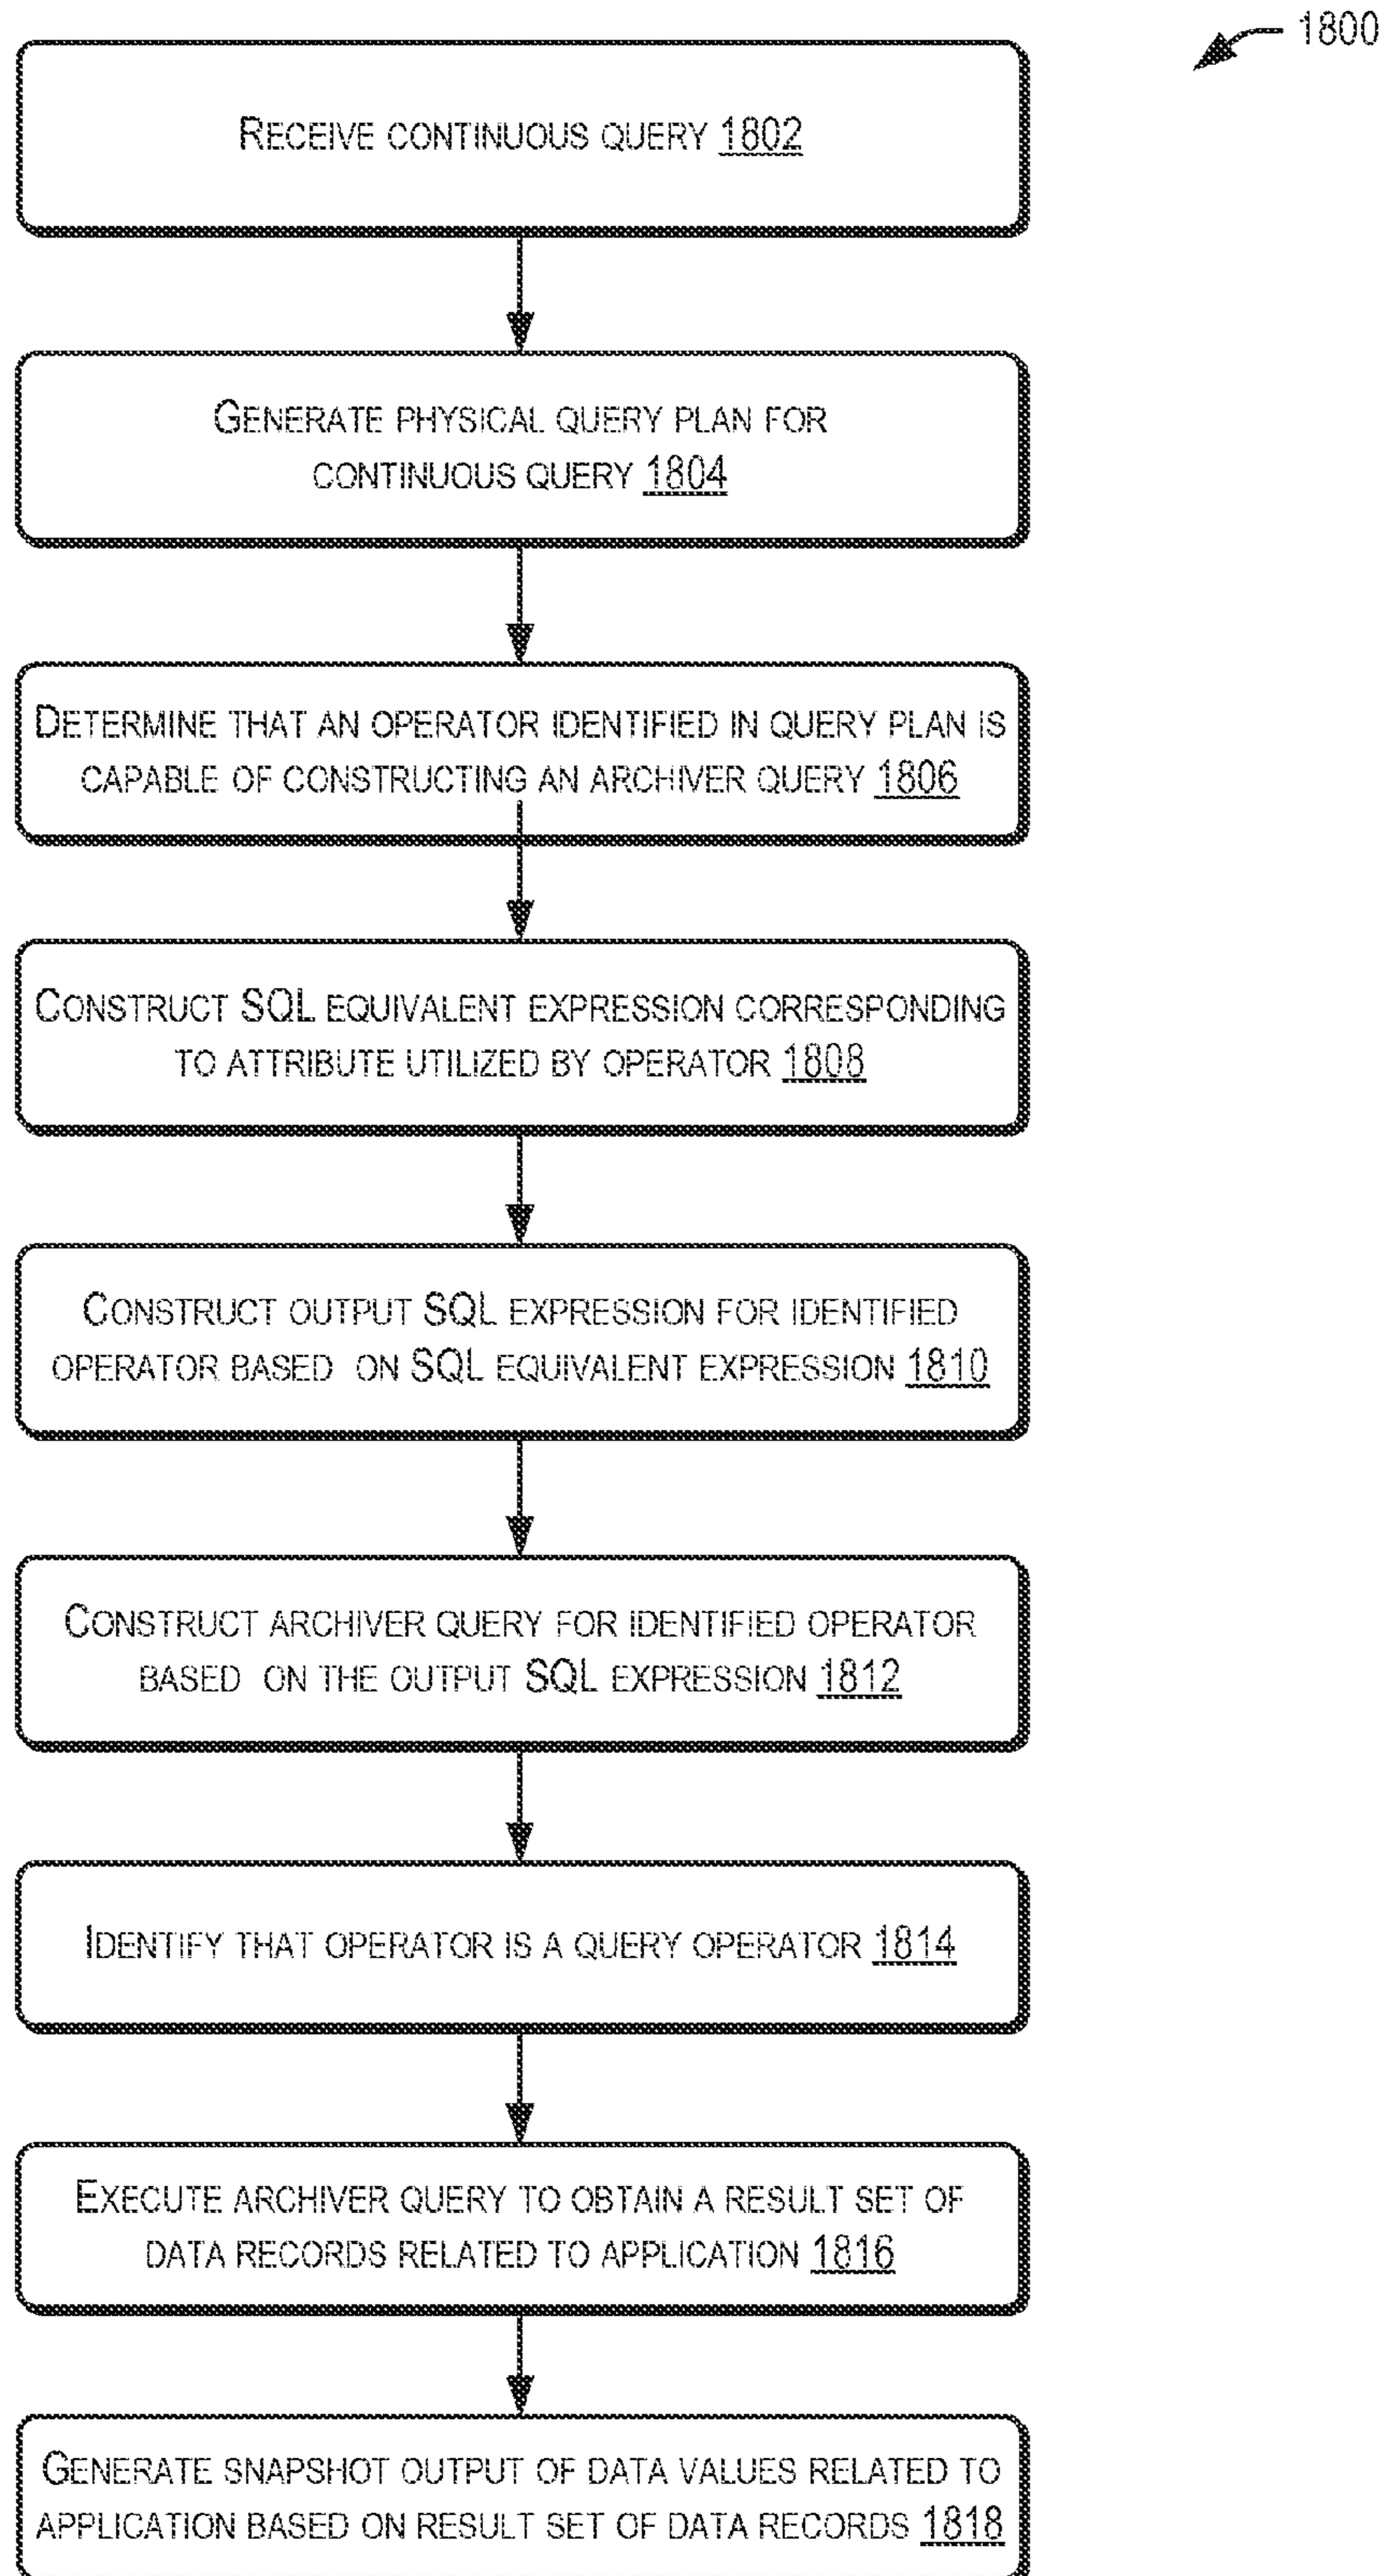 1800
RECEIVE CONTINUOUS QUERY 1802
GENERATE PHYSICAL QUERY PLAN FOR
CONTINUOUS QUERY 1804
DETERMINE THAT AN OPERATOR IDENTIFIED IN QUERY PLAN IS
CAPABLE OF CONSTRUCTING AN ARCHIVER QUERY 1806
CONSTRUCT SQL EQUIVALENT EXPRESSION CORRESPONDING
TO ATTRIBUTE UTILIZED BY OPERATOR 1808
CONSTRUCT OUTPUT SQL EXPRESSION FOR IDENTIFIED
OPERATOR BASED ON SQL EQUIVALENT EXPRESSION 1810
CONSTRUCT ARCHIVER QUERY FOR IDENTIFIED OPERATOR
BASED ON THE OUTPUT SQL EXPRESSION 1812
IDENTIFY THAT OPERATOR IS A QUERY OPERATOR 1814
EXECUTE ARCHIVER QUERY TO OBTAIN A RESULT SET OF
DATA RECORDS RELATED TO APPLICATION 1816
GENERATE SNAPSHOT OUTPUT OF DATA VALUES RELATED TO
APPLICATION BASED ON RESULT SET OF DATA RECORDS 1818